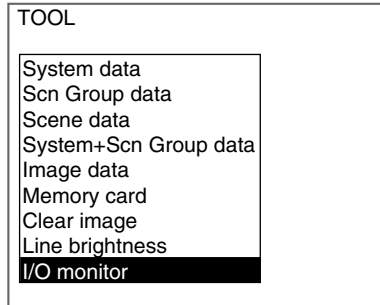 TOOL
System data
Scn Group data
Scene data
System+Scn Group data
Image data
Memory card
Clear image
Line brightness
I/O monitor